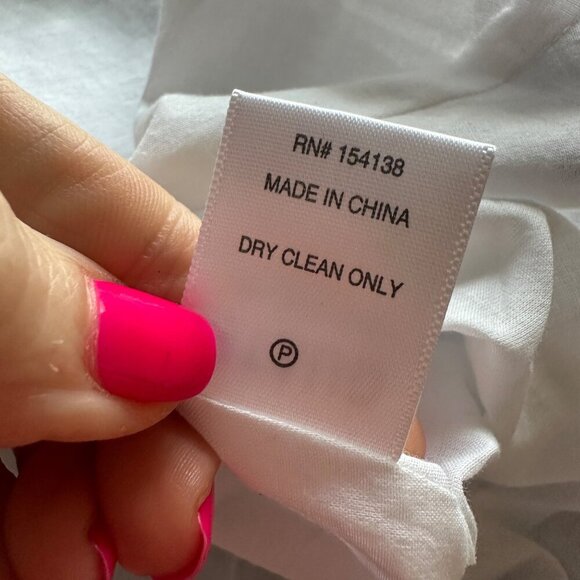 RN# 154138
MADE IN CHINA
DRY CLEAN ONLY
Ⓟ